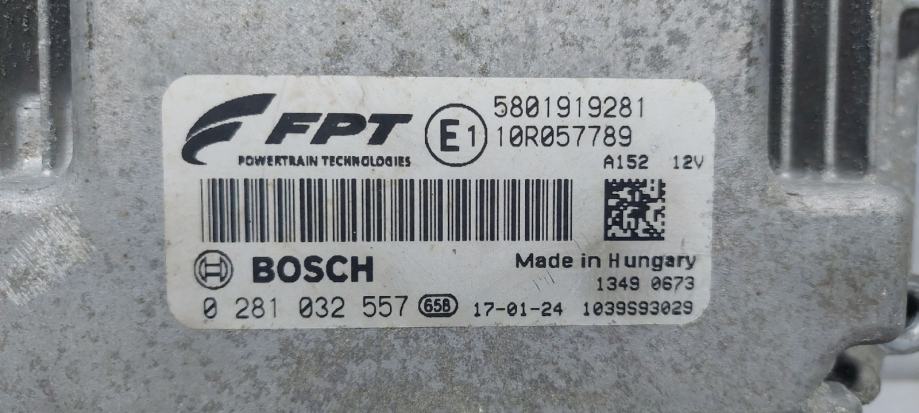 FPT
POWERTRAIN TECHNOLOGIES
E1
5801919281
10R057789
A152 12V
BOSCH
Made in Hungary
1349 0673
0 281 032 557 65B 17-01-24 1039S93029